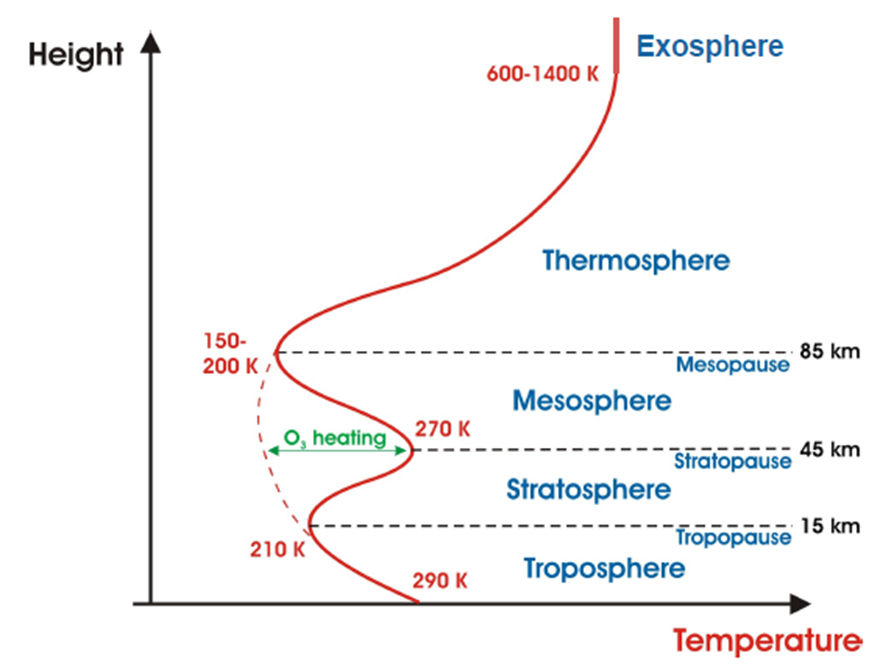 Height
Exosphere
600-1400 K
Thermosphere
150-
200 K
85 km
Mesopause
Mesosphere
270 K
O₃ heating
45 km
Stratopause
Stratosphere
15 km
Tropopause
210 K
Troposphere
290 K
Temperature